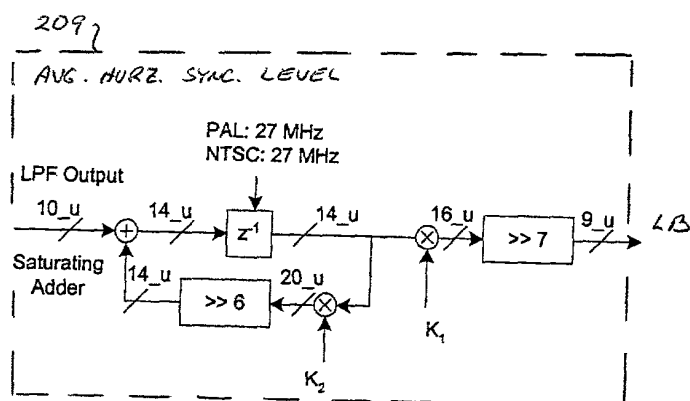 209
AVG. HORZ. SYNC. LEVEL
PAL: 27 MHz
NTSC: 27 MHz
LPF Output
10_u
14_u
z-1
14_u
16_u
>> 7
9_u
LB
Saturating
Adder
14_u
>> 6
20_u
K1
K2